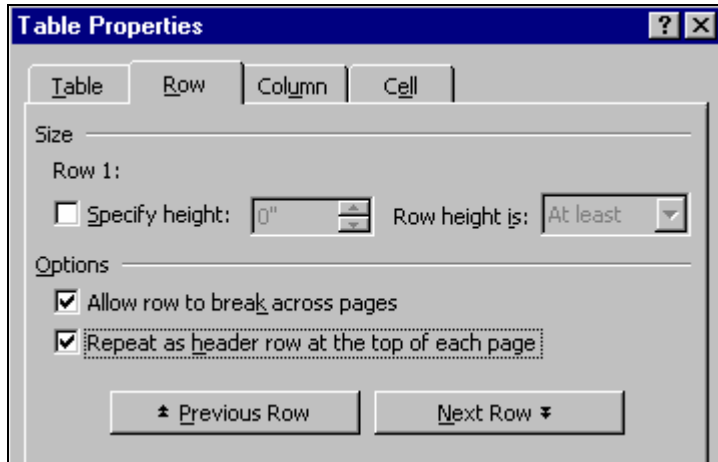 Table Properties
Table Row Column Cell
Size
Row 1:
Specify height: 0" Row height is: At least
Options
Allow row to break across pages
Repeat as header row at the top of each page
Previous Row Next Row